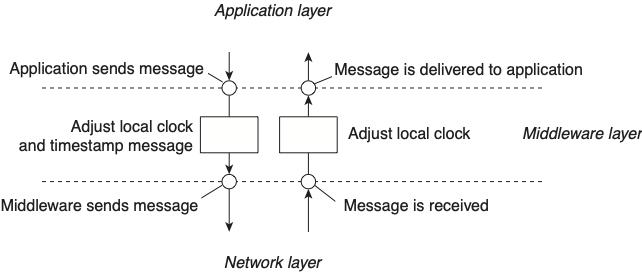 Application layer
Application sends message
Message is delivered to application
Adjust local clock
and timestamp message
Adjust local clock
Middleware layer
Middleware sends message
Message is received
Network layer